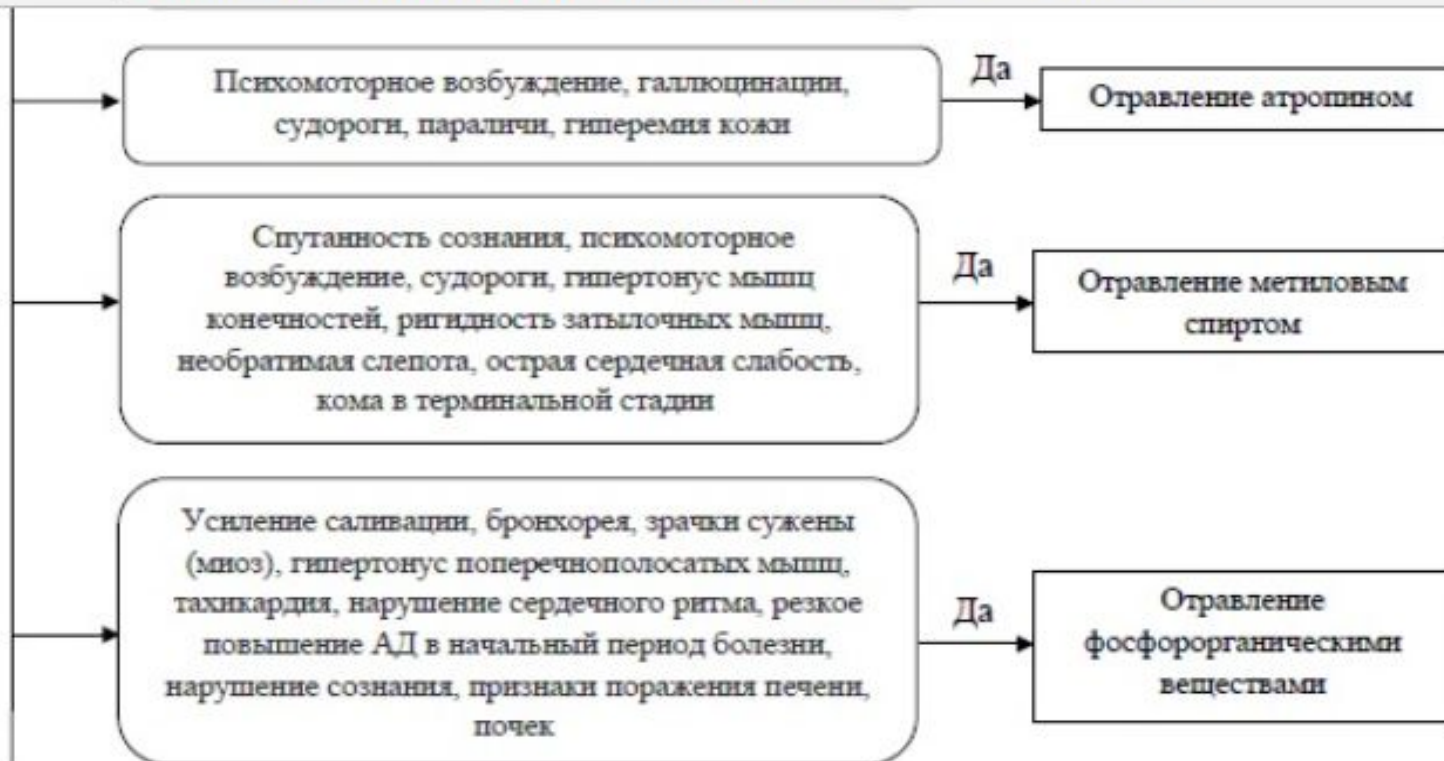 Психомоторное возбуждение, галлюцинации,
судороги, параличи, гиперемия кожи
Да
Отравление атропином
Спутанность сознания, психомоторное
возбуждение, судороги, гипертонус мышц
конечностей, ригидность затылочных мышц,
необратимая слепота, острая сердечная слабость,
кома в терминальной стадии
Да
Отравление метиловым
спиртом
Усиление саливации, бронхорея, зрачки сужены
(миоз), гипертонус поперечнополосатых мышц,
тахикардия, нарушение сердечного ритма, резкое
повышение АД в начальный период болезни,
нарушение сознания, признаки поражения печени,
почек
Да
Отравление
фосфорорганическими
веществами